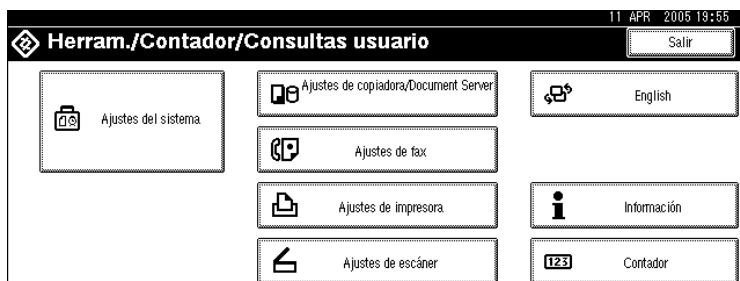 11 APR 2005 19:55
Herram./Contador/Consultas usuario
Salir
Ajustes del sistema
Ajustes de copiadora/Document Server
English
Ajustes de fax
Ajustes de impresora
Información
Ajustes de escáner
123
Contador